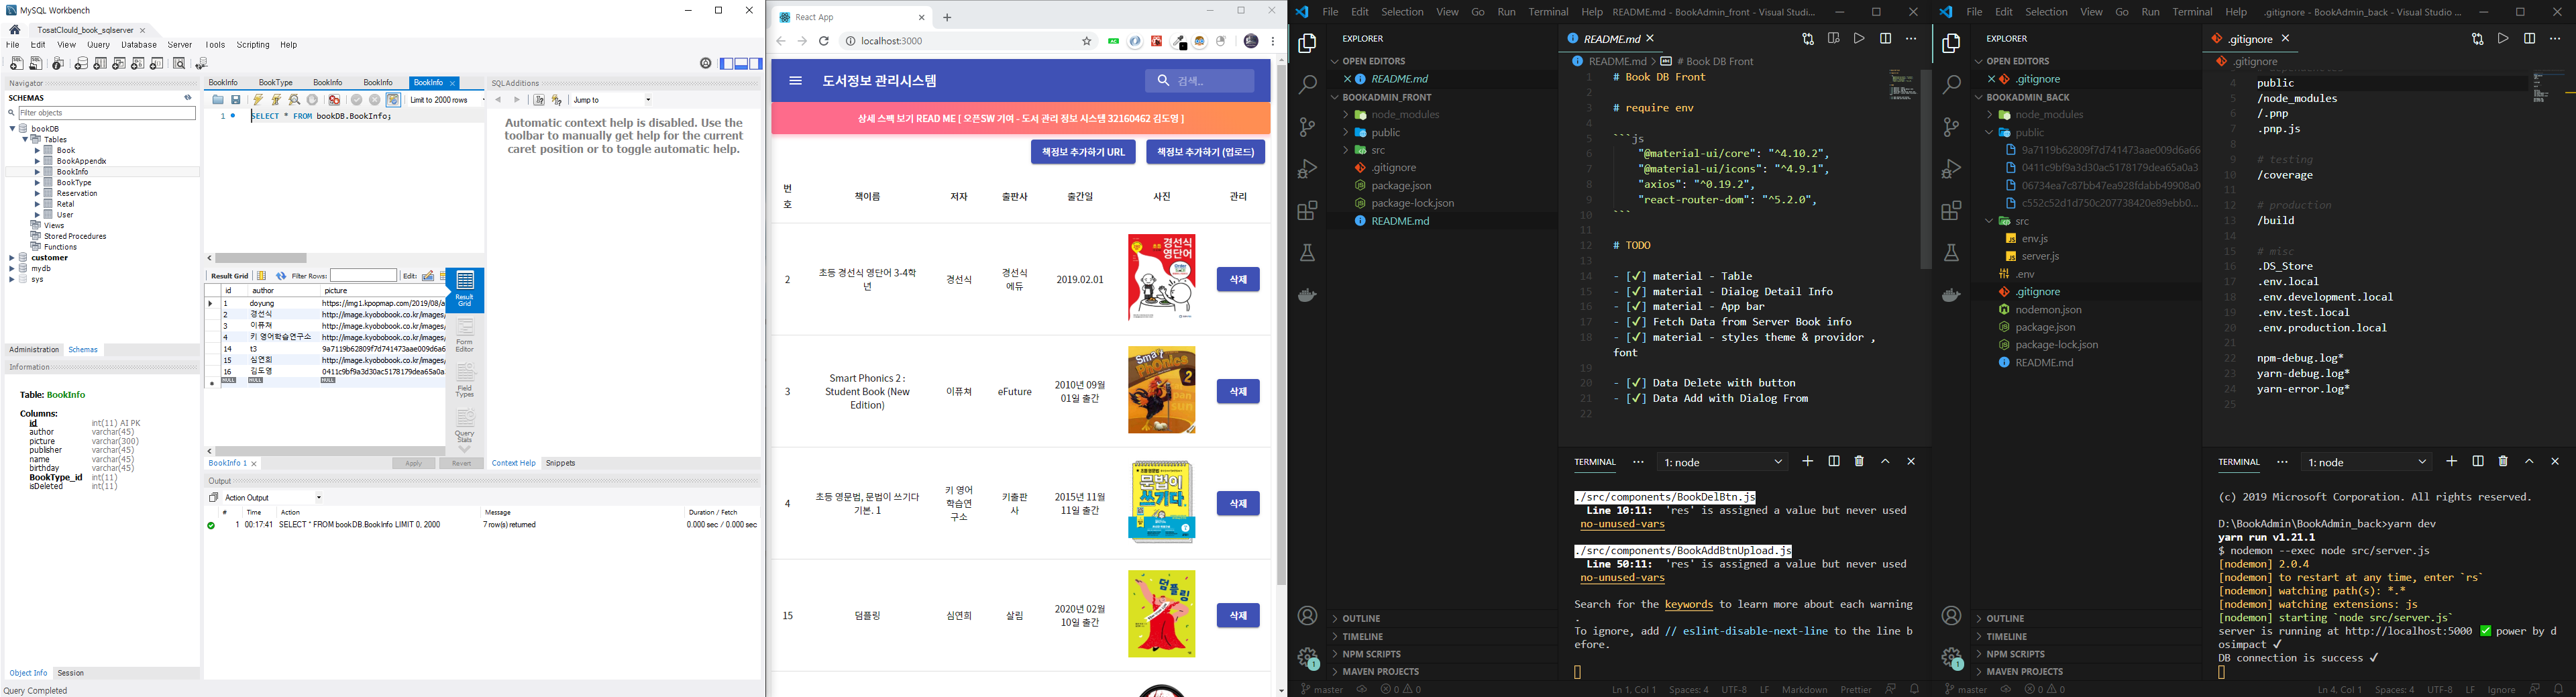 MySQL Workbench
TosatClould_book_sqlserver
File Edit View Query Database Server Tools Scripting Help
Navigator
SCHEMAS
Filter objects
bookDB
Tables
Book
BookAppendix
BookInfo
BookType
Reservation
Retal
User
Views
Stored Procedures
Functions
customer
mydb
sys
Administration Schemas
Information
Table: BookInfo
Columns:
id int(11) AI PK
author varchar(45)
picture varchar(300)
publisher varchar(45)
name varchar(45)
birthday varchar(45)
BookType_id int(11)
isDeleted int(11)
Object Info Session
Query Completed
BookInfo BookType BookInfo BookInfo BookInfo
Limit to 2000 rows
1 SELECT * FROM bookDB.BookInfo;
Result Grid Filter Rows: Edit:
id author picture
1 doyung https://img1.kpopmap.com/2019/08/a
2 경선식 http://image.kyobobook.co.kr/images/
3 이퓨쳐 http://image.kyobobook.co.kr/images/
4 키 영어학습연구소 http://image.kyobobook.co.kr/images/
14 t3 9a7119b62809f7d741473aae009d6a6
15 심연희 http://image.kyobobook.co.kr/images/
16 김도영 0411c9bf9a3d30ac5178179dea65a0a
NULL NULL NULL
Result Grid
Form Editor
Field Types
Query Stats
BookInfo 1 Apply Revert
SQLAdditions
Jump to
Automatic context help is disabled. Use the
toolbar to manually get help for the current
caret position or to toggle automatic help.
Context Help Snippets
Output
Action Output
# Time Action Message Duration / Fetch
1 00:17:41 SELECT * FROM bookDB.BookInfo LIMIT 0, 2000 7 row(s) returned 0.000 sec / 0.000 sec
React App
localhost:3000
도서정보 관리시스템
검색...
상세 스펙 보기 READ ME [ 오픈SW 기여 - 도서 관리 정보 시스템 32160462 김도영 ]
책정보 추가하기 URL 책정보 추가하기 (업로드)
번호 책이름 저자 출판사 출간일 사진 관리
2 초등 경선식 영단어 3-4학년 경선식 경선식에듀 2019.02.01 삭제
경선식
영단어
3 Smart Phonics 2 : Student Book (New Edition) 이퓨쳐 eFuture 2010년 09월 01일 출간 삭제
Smart
Phonics
2
4 초등 영문법, 문법이 쓰기다 기본. 1 키 영어학습연구소 키출판사 2015년 11월 11일 출간 삭제
문법이
쓰기다
15 덤플링 심연희 살림 2020년 02월 10일 출간 삭제
덤플링
File Edit Selection View Go Run Terminal Help README.md - BookAdmin_front - Visual Studio...
EXPLORER
OPEN EDITORS
README.md
BOOKADMIN_FRONT
node_modules
public
src
.gitignore
package.json
package-lock.json
README.md
OUTLINE
TIMELINE
NPM SCRIPTS
MAVEN PROJECTS
README.md
README.md > # Book DB Front
1 # Book DB Front
2
3 # require env
4
5 ```js
6 "@material-ui/core": "^4.10.2",
7 "@material-ui/icons": "^4.9.1",
8 "axios": "^0.19.2",
9 "react-router-dom": "^5.2.0",
10 ```
11
12 # TODO
13
14 - [✔] material - Table
15 - [✔] material - Dialog Detail Info
16 - [✔] material - App bar
17 - [✔] Fetch Data from Server Book info
18 - [✔] material - styles theme & providor ,
font
19
20 - [✔] Data Delete with button
21 - [✔] Data Add with Dialog From
22
TERMINAL ... 1: node
./src/components/BookDelBtn.js
Line 10:11: 'res' is assigned a value but never used
no-unused-vars
./src/components/BookAddBtnUpload.js
Line 50:11: 'res' is assigned a value but never used
no-unused-vars
Search for the keywords to learn more about each warning
.
To ignore, add // eslint-disable-next-line to the line b
efore.
master 0 0 Ln 1, Col 1 Spaces: 4 UTF-8 LF Markdown Prettier
File Edit Selection View Go Run Terminal Help .gitignore - BookAdmin_back - Visual Studio ...
EXPLORER
OPEN EDITORS
.gitignore
BOOKADMIN_BACK
node_modules
public
9a7119b62809f7d741473aae009d6a66
0411c9bf9a3d30ac5178179dea65a0a3
06734ea7c87bb47ea928fdabb49908a0
c552c52d1d750c207738420e89ebb0...
src
env.js
server.js
.env
.gitignore
nodemon.json
package.json
package-lock.json
README.md
OUTLINE
TIMELINE
NPM SCRIPTS
MAVEN PROJECTS
.gitignore
.gitignore
4 public
5 /node_modules
6 /.pnp
7 .pnp.js
8
9 # testing
10 /coverage
11
12 # production
13 /build
14
15 # misc
16 .DS_Store
17 .env.local
18 .env.development.local
19 .env.test.local
20 .env.production.local
21
22 npm-debug.log*
23 yarn-debug.log*
24 yarn-error.log*
25
TERMINAL ... 1: node
(c) 2019 Microsoft Corporation. All rights reserved.
D:\BookAdmin\BookAdmin_back>yarn dev
yarn run v1.21.1
$ nodemon --exec node src/server.js
[nodemon] 2.0.4
[nodemon] to restart at any time, enter `rs`
[nodemon] watching path(s): *.*
[nodemon] watching extensions: js
[nodemon] starting `node src/server.js`
server is running at http://localhost:5000 ✅ power by d
osimpact ✔
DB connection is success ✔
master 0 0 Ln 4, Col 1 Spaces: 4 UTF-8 LF Ignore